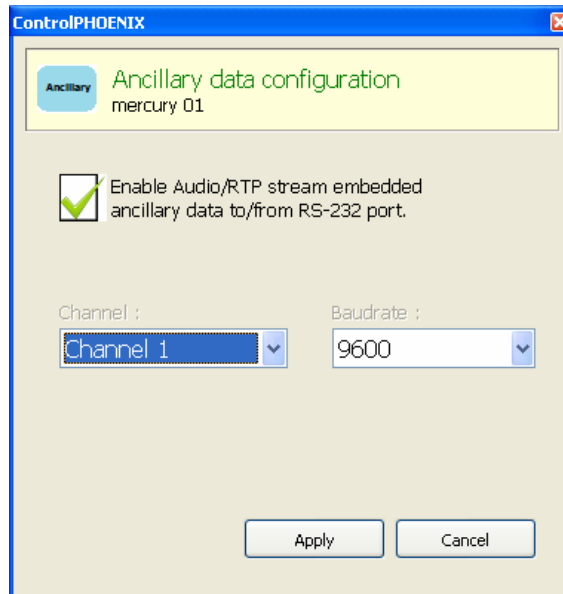 ControlPHOENIX
Ancillary
Ancillary data configuration
mercury 01
Enable Audio/RTP stream embedded
ancillary data to/from RS-232 port.
Channel :
Baudrate :
Channel 1
9600
Apply
Cancel